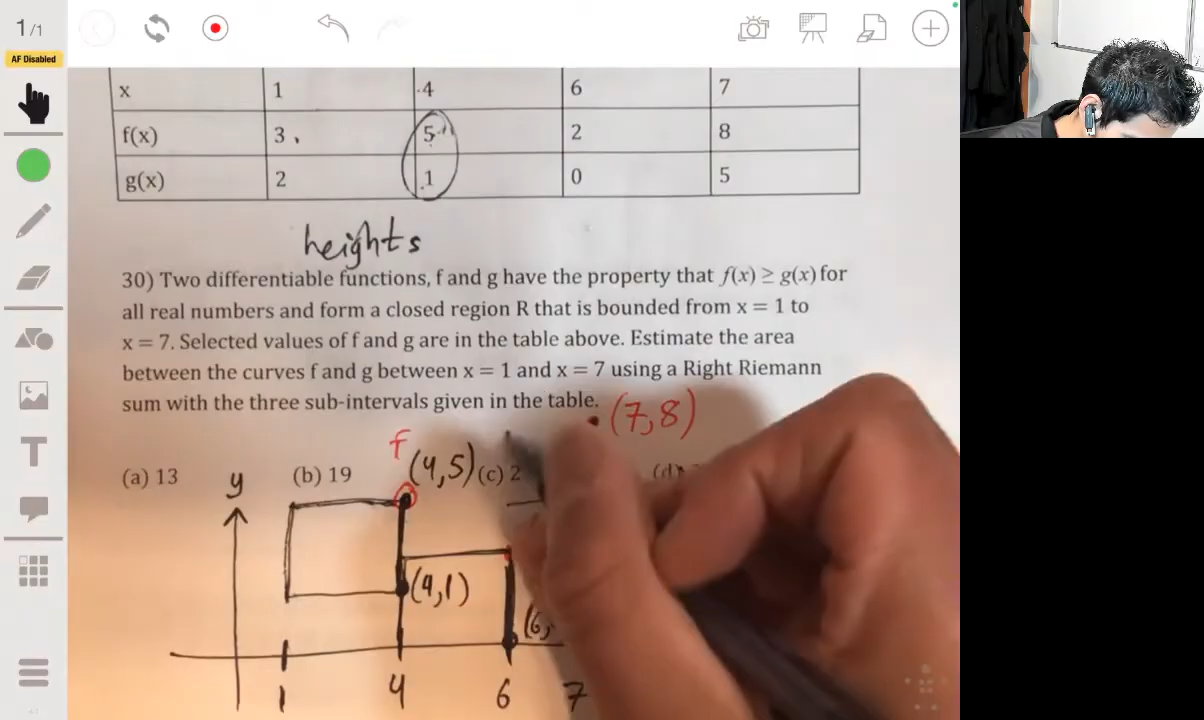 1/1
AF Disabled
x 1 4 6 7
f(x) 3 5 2 8
g(x) 2 1 0 5
heights
30) Two differentiable functions, f and g have the property that f(x) ≥ g(x) for
all real numbers and form a closed region R that is bounded from x = 1 to
x = 7. Selected values of f and g are in the table above. Estimate the area
between the curves f and g between x = 1 and x = 7 using a Right Riemann
sum with the three sub-intervals given in the table.
(7,8)
f
(4,5)
(a) 13 (b) 19 (c) 2
y
(4,1)
(6,
1 4 6 7
T